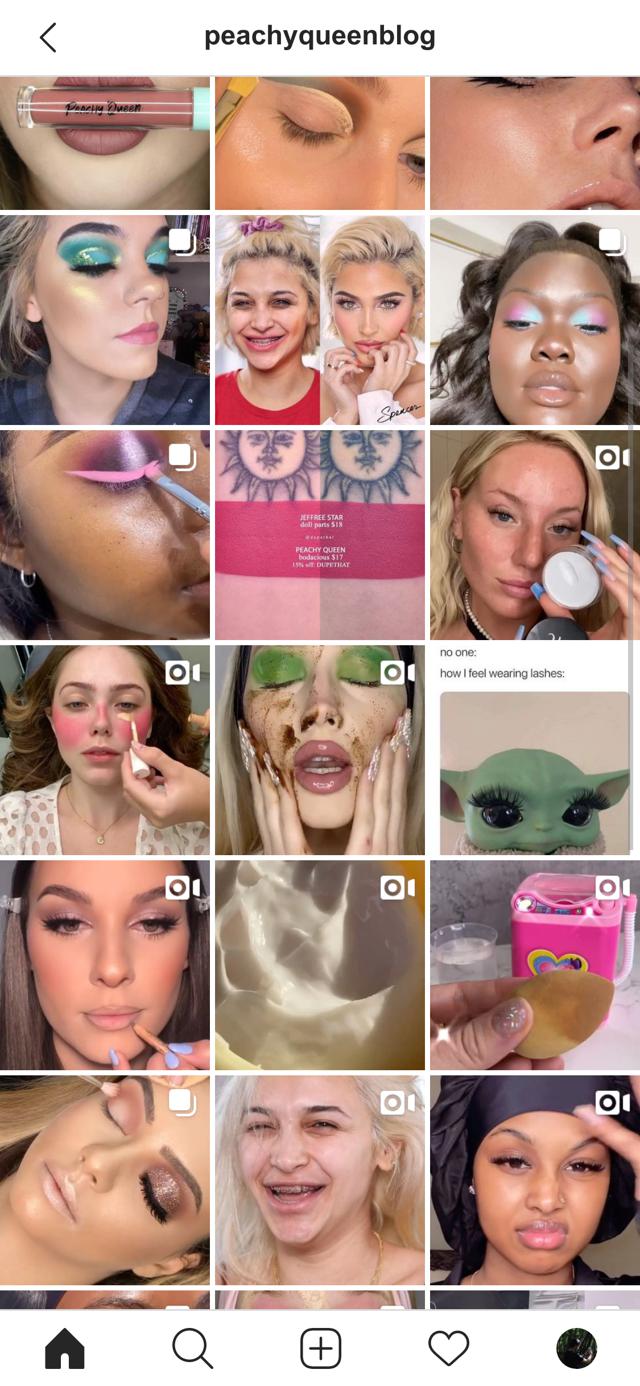 peachyqueenblog
Peachy Queen
Spencer
JEFFREE STAR
doll parts $18
@dupethat
PEACHY QUEEN
bodacious $17
15% off: DUPETHAT
no one:
how I feel wearing lashes: